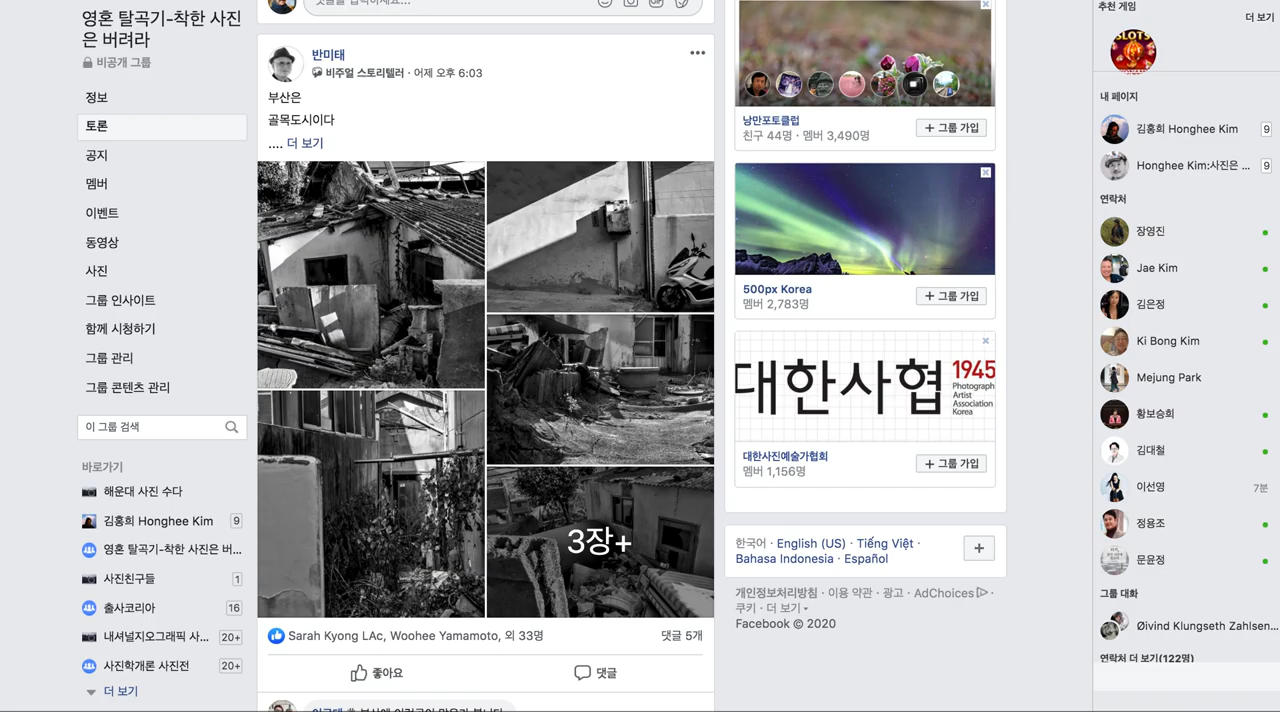 영혼 탈곡기-착한 사진
은 버려라
비공개 그룹
정보
토론
공지
멤버
이벤트
동영상
사진
그룹 인사이트
함께 시청하기
그룹 관리
그룹 콘텐츠 관리
이 그룹 검색
바로가기
해운대 사진 수다
김홍희 Honghee Kim 9
영혼 탈곡기-착한 사진은 버...
사진친구들 1
출사코리아 16
내셔널지오그래픽 사... 20+
사진학개론 사진전 20+
더 보기
반미태
비주얼 스토리텔러 · 어제 오후 6:03
부산은
골목도시이다
.... 더 보기
3장+
Sarah Kyong LAc, Woohee Yamamoto, 외 33명 댓글 5개
좋아요 댓글
낭만포토클럽
친구 44명 · 멤버 3,490명
+ 그룹 가입
500px Korea
멤버 2,783명
+ 그룹 가입
대한사협
1945
Photograph
Artist
Association
Korea
대한사진예술가협회
멤버 1,156명
+ 그룹 가입
한국어 · English (US) · Tiếng Việt ·
Bahasa Indonesia · Español
개인정보처리방침 · 이용 약관 · 광고 · AdChoices ·
쿠키 · 더 보기
Facebook © 2020
추천 게임
더 보기
SLOTS
내 페이지
김홍희 Honghee Kim 9
Honghee Kim:사진은 ... 9
연락처
장영진
Jae Kim
김은정
Ki Bong Kim
Mejung Park
황보승희
김대철
이선영 7분
정용조
문윤정
그룹 대화
Øivind Klungseth Zahlsen...
연락처 더 보기(122명)